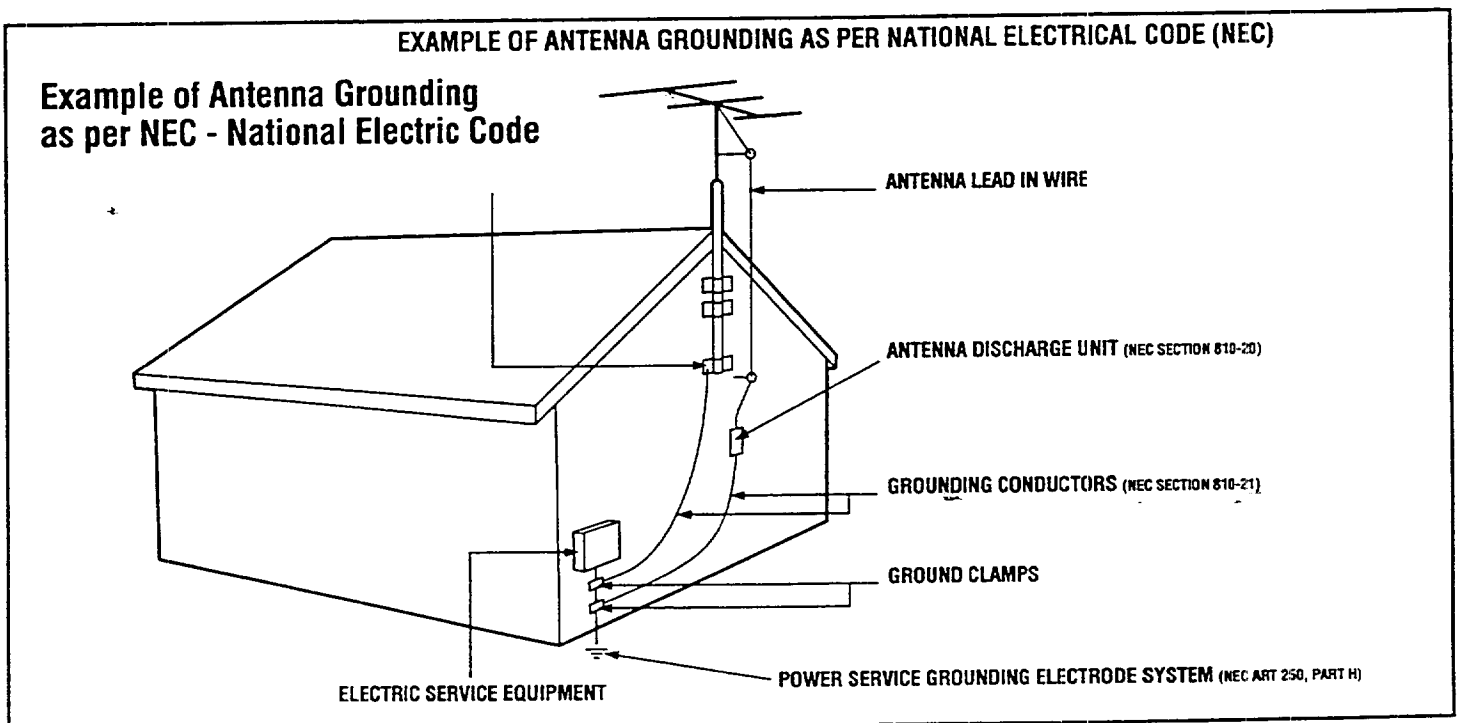 EXAMPLE OF ANTENNA GROUNDING AS PER NATIONAL ELECTRICAL CODE (NEC)
Example of Antenna Grounding
as per NEC - National Electric Code
ANTENNA LEAD IN WIRE
ANTENNA DISCHARGE UNIT (NEC SECTION 810-20)
GROUNDING CONDUCTORS (NEC SECTION 810-21)
GROUND CLAMPS
POWER SERVICE GROUNDING ELECTRODE SYSTEM (NEC ART 250, PART H)
ELECTRIC SERVICE EQUIPMENT